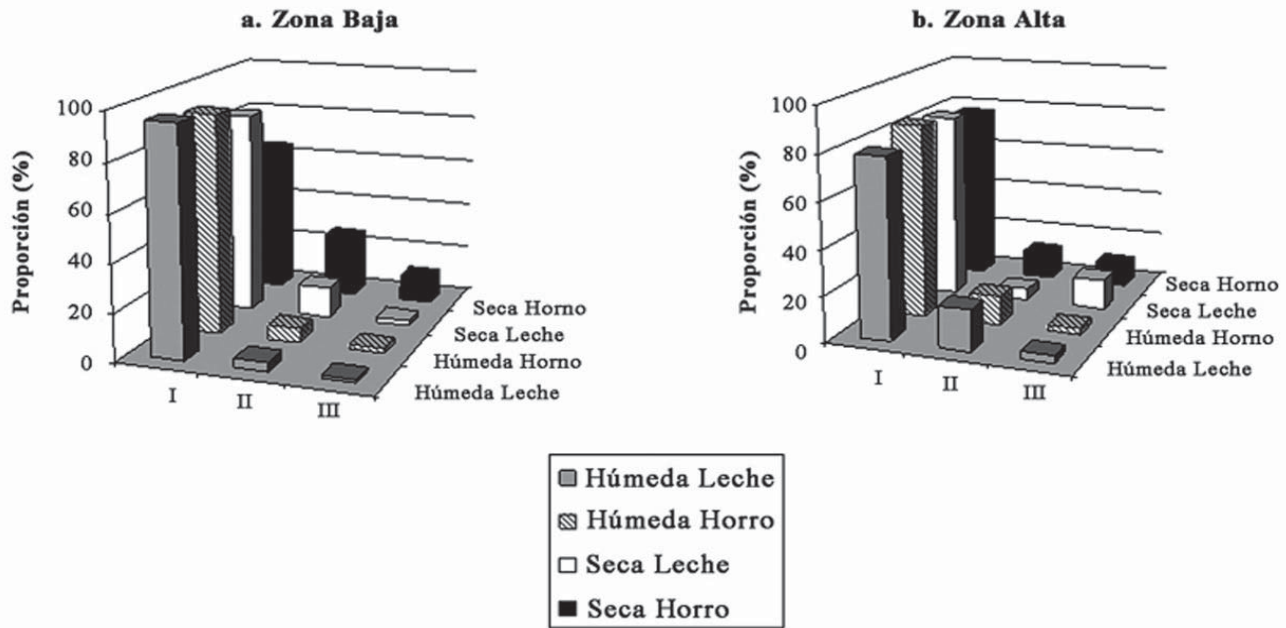 a. Zona Baja
Proporción (%)
100
80
60
40
20
0
I
II
III
Seca Horno
Seca Leche
Húmeda Horno
Húmeda Leche
b. Zona Alta
Proporción (%)
100
80
60
40
20
0
I
II
III
Seca Horno
Seca Leche
Húmeda Horno
Húmeda Leche
Húmeda Leche
Húmeda Horro
Seca Leche
Seca Horro